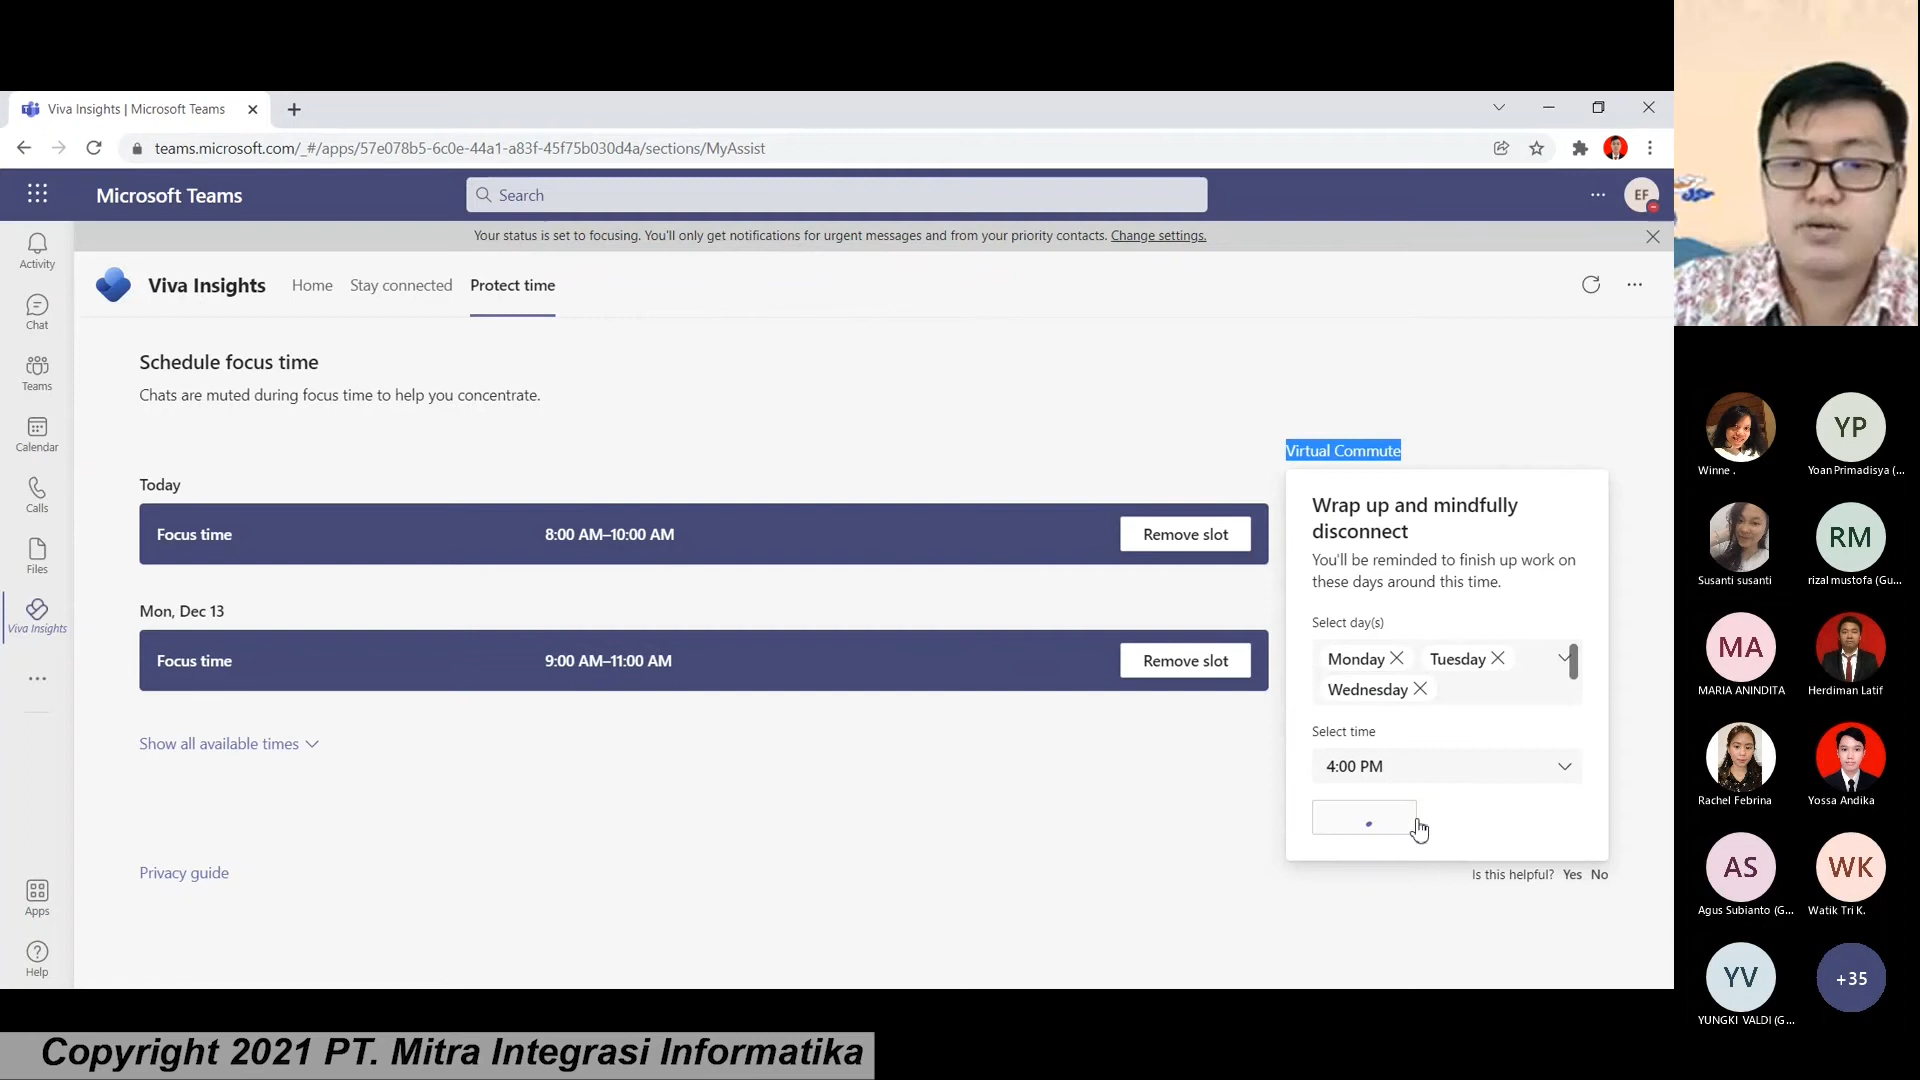 Viva Insights | Microsoft Teams
teams.microsoft.com/_#/apps/57e078b5-6c0e-44a1-a83f-45f75b030d4a/sections/MyAssist
Microsoft Teams
Search
EF
Your status is set to focusing. You'll only get notifications for urgent messages and from your priority contacts. Change settings.
Activity
Chat
Teams
Calendar
Calls
Files
Viva Insights
Apps
Help
Viva Insights
Home
Stay connected
Protect time
Schedule focus time
Chats are muted during focus time to help you concentrate.
Today
Focus time 8:00 AM–10:00 AM Remove slot
Mon, Dec 13
Focus time 9:00 AM–11:00 AM Remove slot
Show all available times
Privacy guide
Virtual Commute
Wrap up and mindfully
disconnect
You'll be reminded to finish up work on
these days around this time.
Select day(s)
Monday Tuesday
Wednesday
Select time
4:00 PM
Is this helpful? Yes No
YP
Winne . Yoan Primadisya (...
RM
Susanti susanti rizal mustofa (Gu...
MA
MARIA ANINDITA Herdiman Latif
Rachel Febrina Yossa Andika
AS WK
Agus Subianto (G... Watik Tri K.
YV +35
YUNGKI VALDI (G...
Copyright 2021 PT. Mitra Integrasi Informatika